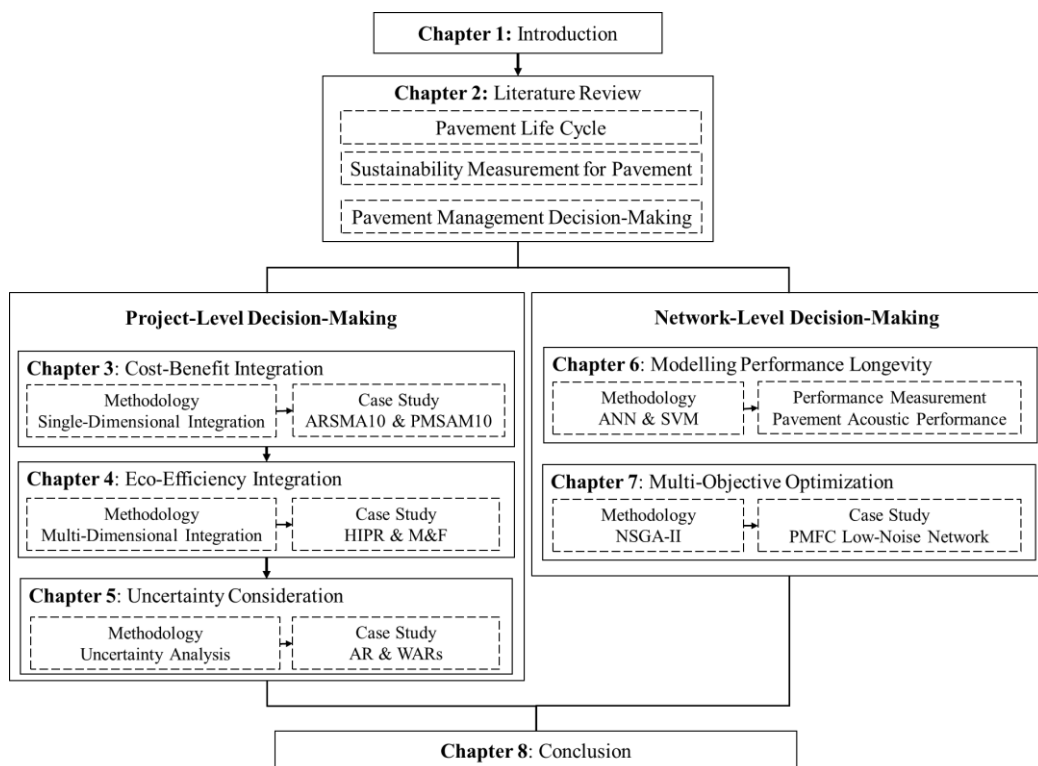 Chapter 1: Introduction
Chapter 2: Literature Review
Pavement Life Cycle
Sustainability Measurement for Pavement
Pavement Management Decision-Making
Project-Level Decision-Making
Chapter 3: Cost-Benefit Integration
Methodology
Single-Dimensional Integration
Case Study
ARSMA10 & PMSAM10
Chapter 4: Eco-Efficiency Integration
Methodology
Multi-Dimensional Integration
Case Study
HIPR & M&F
Chapter 5: Uncertainty Consideration
Methodology
Uncertainty Analysis
Case Study
AR & WARs
Network-Level Decision-Making
Chapter 6: Modelling Performance Longevity
Methodology
ANN & SVM
Performance Measurement
Pavement Acoustic Performance
Chapter 7: Multi-Objective Optimization
Methodology
NSGA-II
Case Study
PMFC Low-Noise Network
Chapter 8: Conclusion